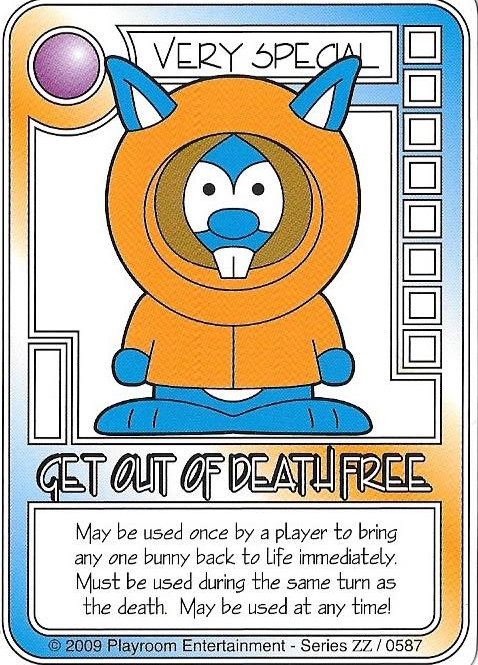 VERY SPECIAL
GET OUT OF DEATH FREE
May be used once by a player to bring
any one bunny back to life immediately.
Must be used during the same turn as
the death. May be used at any time!
© 2009 Playroom Entertainment - Series ZZ / 0587